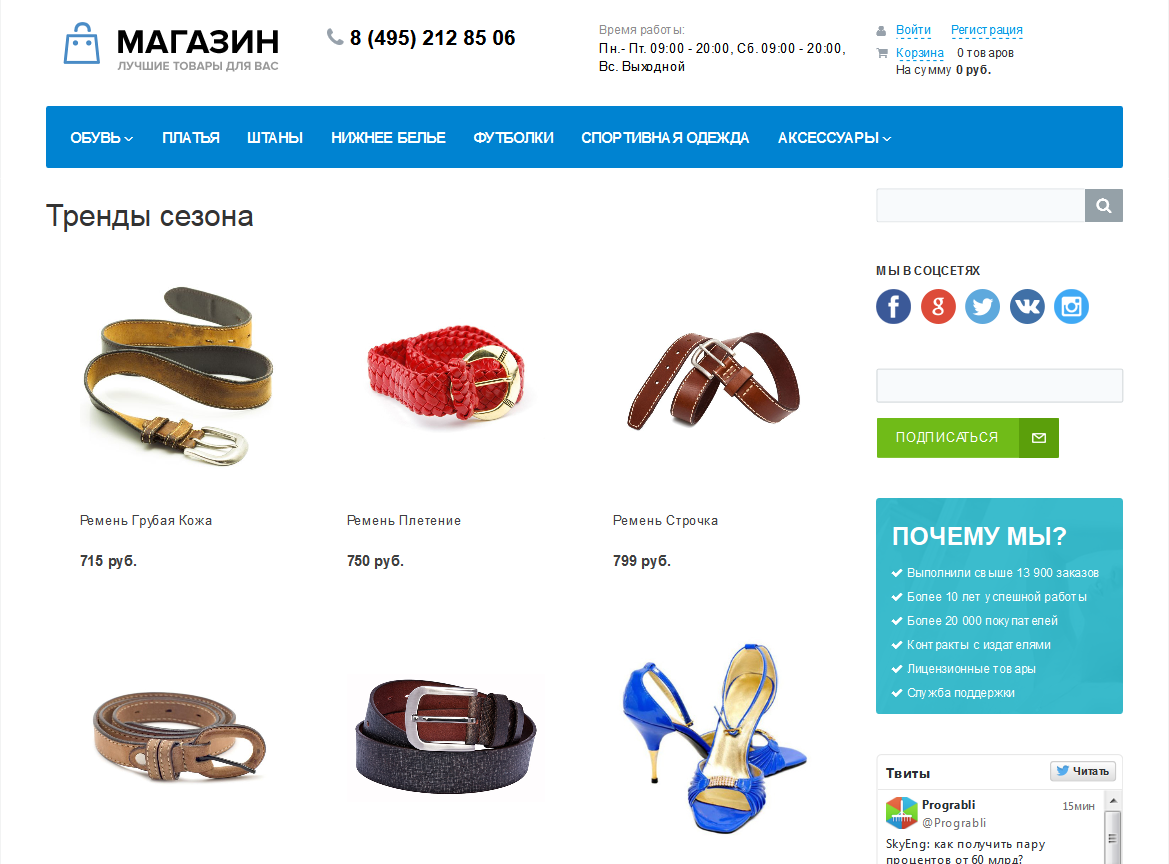 МАГАЗИН
ЛУЧШИЕ ТОВАРЫ ДЛЯ ВАС
8 (495) 212 85 06
Время работы:
Пн.- Пт. 09:00 - 20:00, Сб. 09:00 - 20:00,
Вс. Выходной
Войти Регистрация
Корзина 0 товаров
На сумму 0 руб.
ОБУВЬ ПЛАТЬЯ ШТАНЫ НИЖНЕЕ БЕЛЬЕ ФУТБОЛКИ СПОРТИВНАЯ ОДЕЖДА АКСЕССУАРЫ
Тренды сезона
Ремень Грубая Кожа
715 руб.
Ремень Плетение
750 руб.
Ремень Строчка
799 руб.
МЫ В СОЦСЕТЯХ
ПОДПИСАТЬСЯ
ПОЧЕМУ МЫ?
Выполнили свыше 13 900 заказов
Более 10 лет успешной работы
Более 20 000 покупателей
Контракты с издателями
Лицензионные товары
Служба поддержки
Твиты
Читать
Prograbli 15мин
@Prograbli
SkyEng: как получить пару
процентов от 60 млрд?